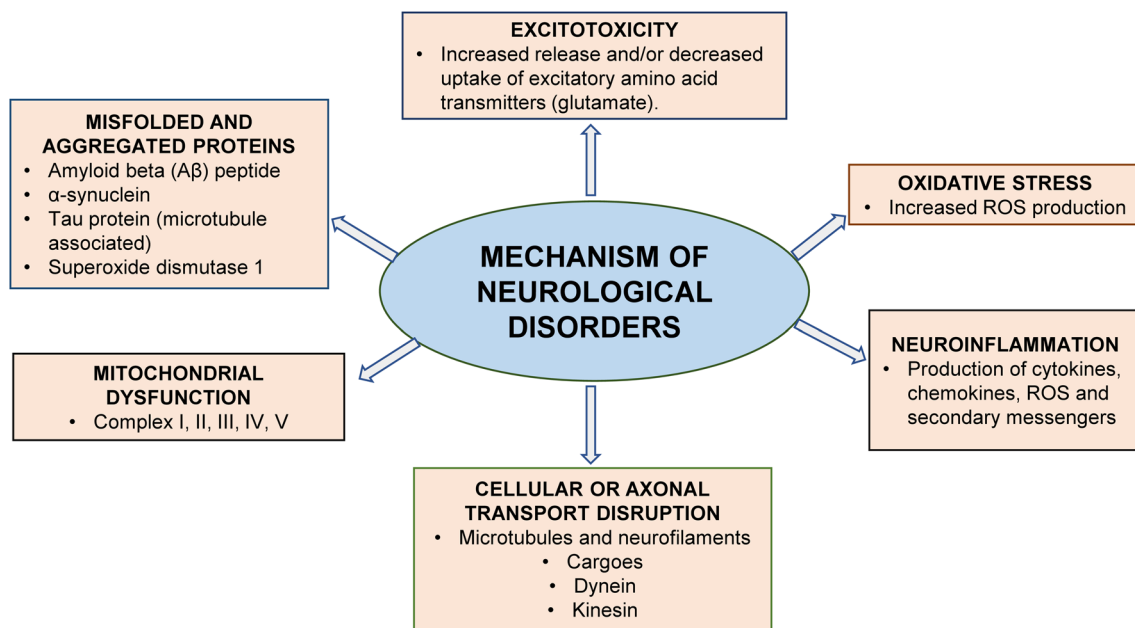 EXCITOTOXICITY
• Increased release and/or decreased
uptake of excitatory amino acid
transmitters (glutamate).
MISFOLDED AND
AGGREGATED PROTEINS
• Amyloid beta (Aβ) peptide
• α-synuclein
• Tau protein (microtubule
associated)
• Superoxide dismutase 1
OXIDATIVE STRESS
• Increased ROS production
MECHANISM OF
NEUROLOGICAL
DISORDERS
NEUROINFLAMMATION
• Production of cytokines,
chemokines, ROS and
secondary messengers
MITOCHONDRIAL
DYSFUNCTION
• Complex I, II, III, IV, V
CELLULAR OR AXONAL
TRANSPORT DISRUPTION
• Microtubules and neurofilaments
• Cargoes
• Dynein
• Kinesin